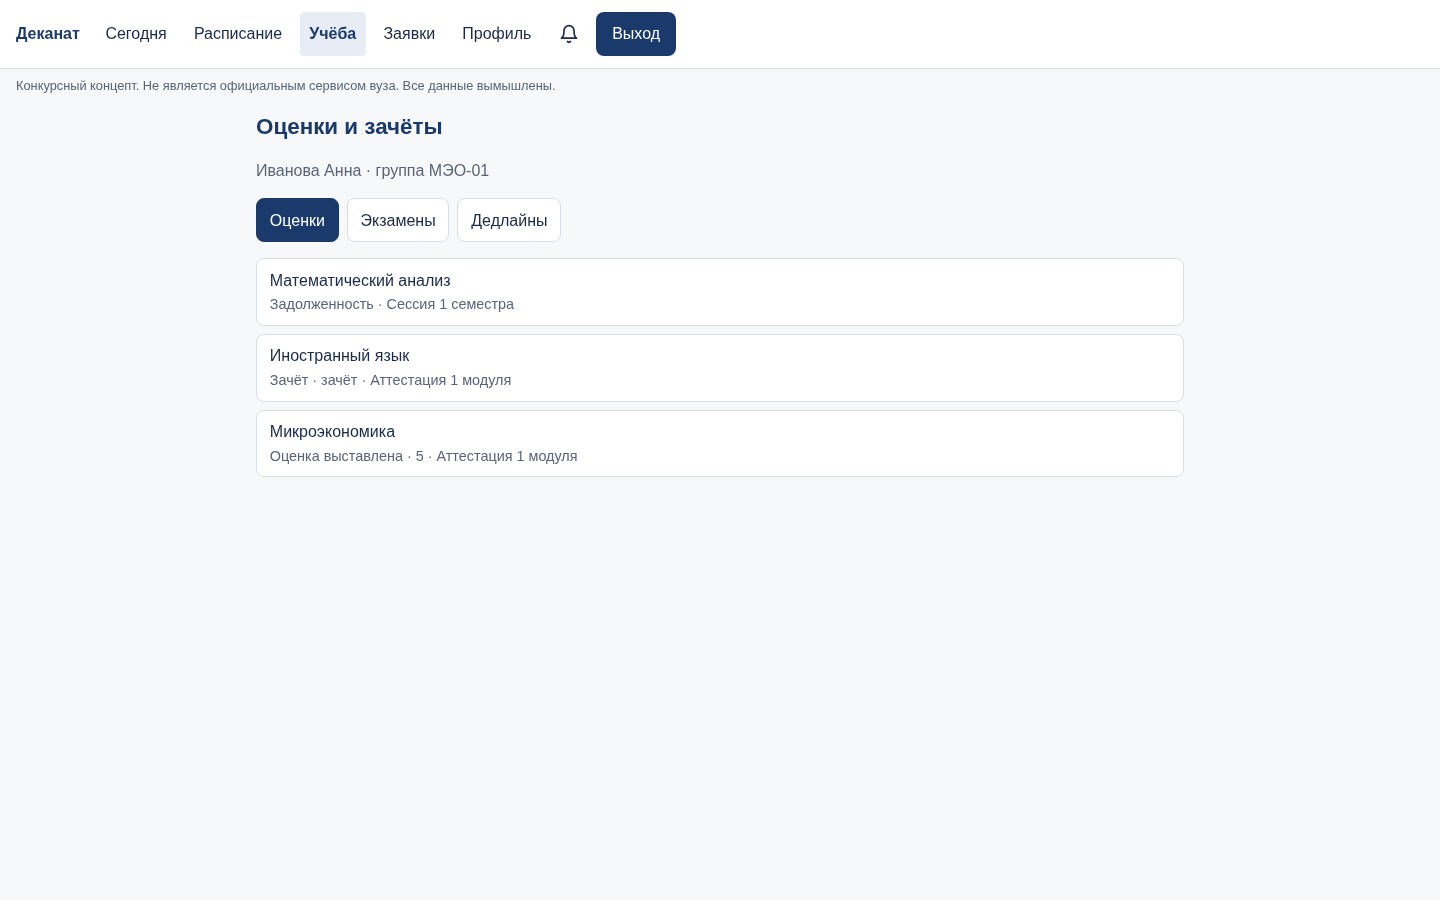 Деканат Сегодня Расписание Учёба Заявки Профиль Выход
Конкурсный концепт. Не является официальным сервисом вуза. Все данные вымышлены.
Оценки и зачёты
Иванова Анна · группа МЭО-01
Оценки Экзамены Дедлайны
Математический анализ
Задолженность · Сессия 1 семестра
Иностранный язык
Зачёт · зачёт · Аттестация 1 модуля
Микроэкономика
Оценка выставлена · 5 · Аттестация 1 модуля